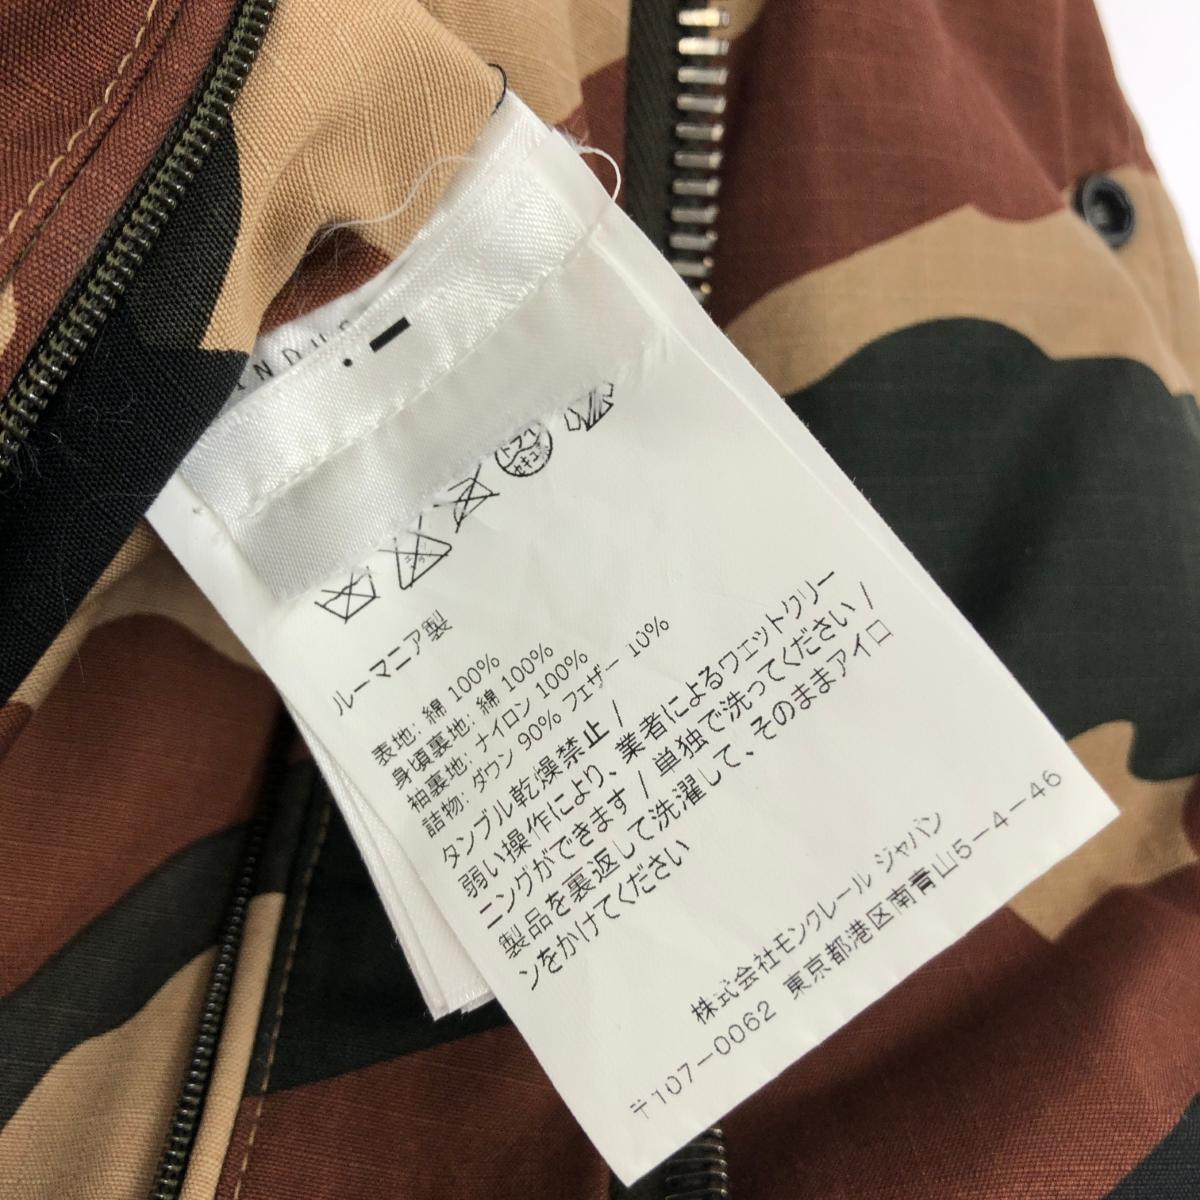 ルーマニア製
表地: 綿 100%
身頃裏地: 綿 100%
袖裏地: ナイロン 100%
詰物: ダウン 90% フェザー 10%
タンブル乾燥禁止 /
弱い操作により、業者によるウェットクリー
ニングができます / 単独で洗ってください /
製品を裏返して洗濯して、そのままアイロ
ンをかけてください
株式会社モンクレール ジャパン
〒107-0062 東京都港区南青山5-4-46